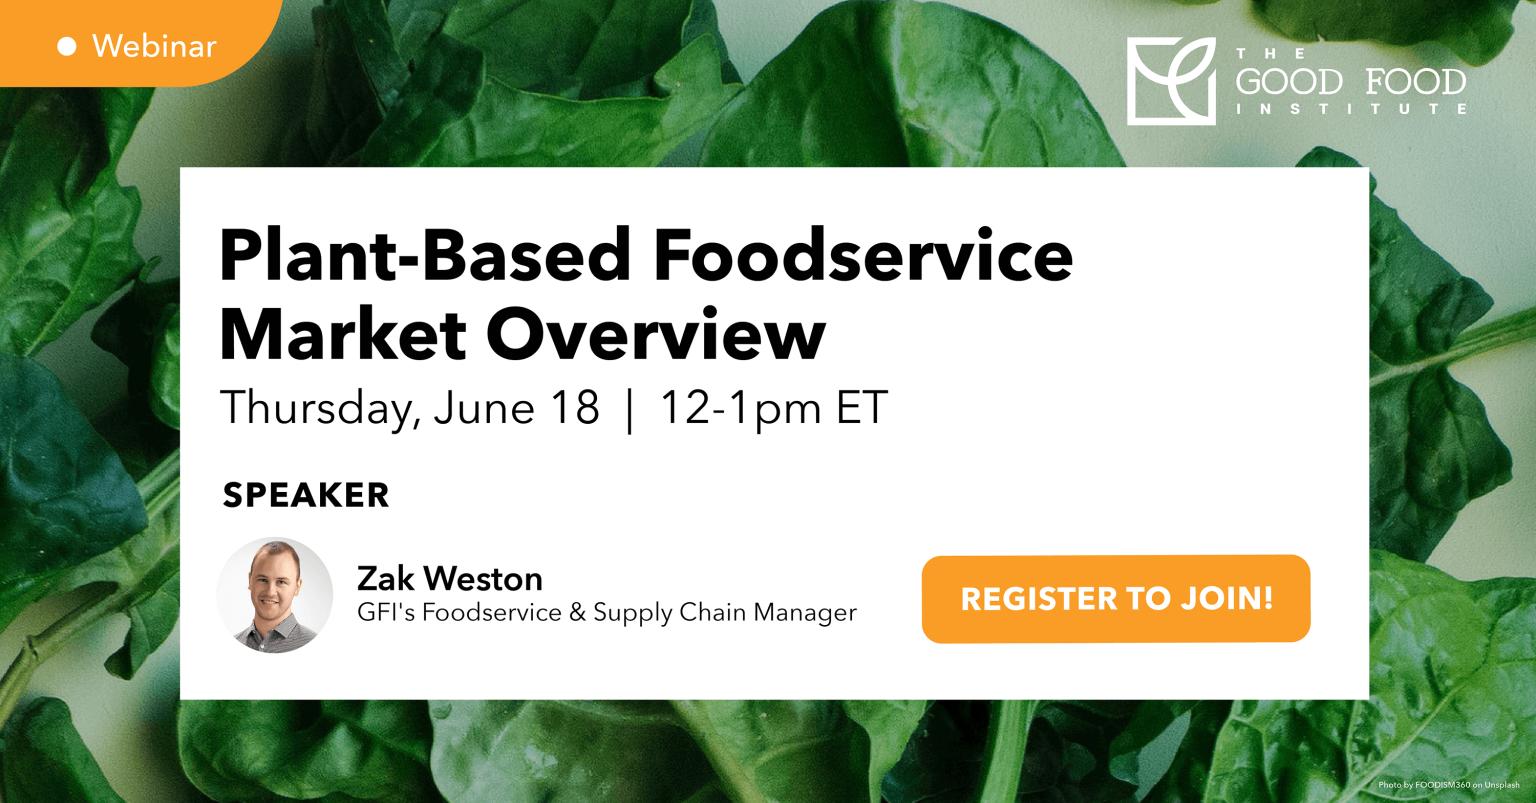 Webinar
THE
GOOD FOOD
INSTITUTE
Plant-Based Foodservice
Market Overview
Thursday, June 18 | 12-1pm ET
SPEAKER
Zak Weston
GFI's Foodservice & Supply Chain Manager
REGISTER TO JOIN!
Photo by FOODISM360 on Unsplash